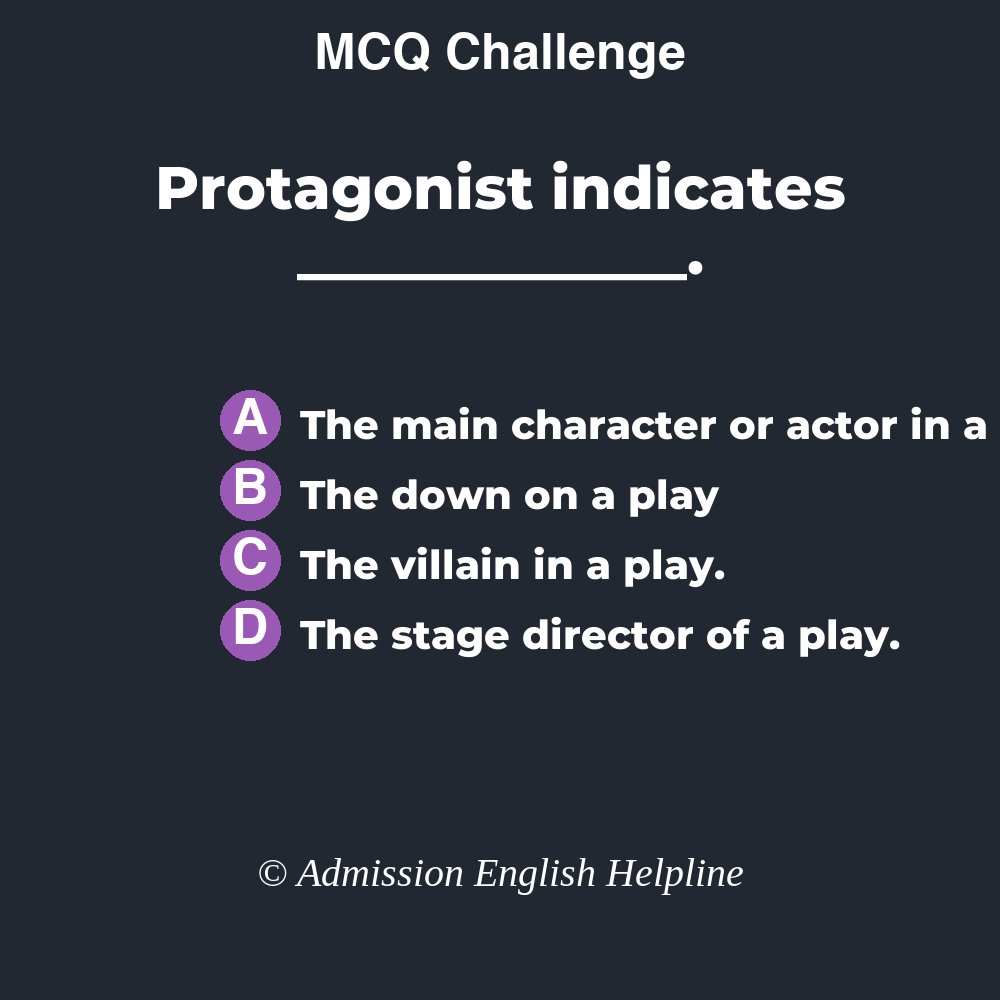 MCQ Challenge
Protagonist indicates
_____________.
A The main character or actor in a
B The down on a play
C The villain in a play.
D The stage director of a play.
© Admission English Helpline